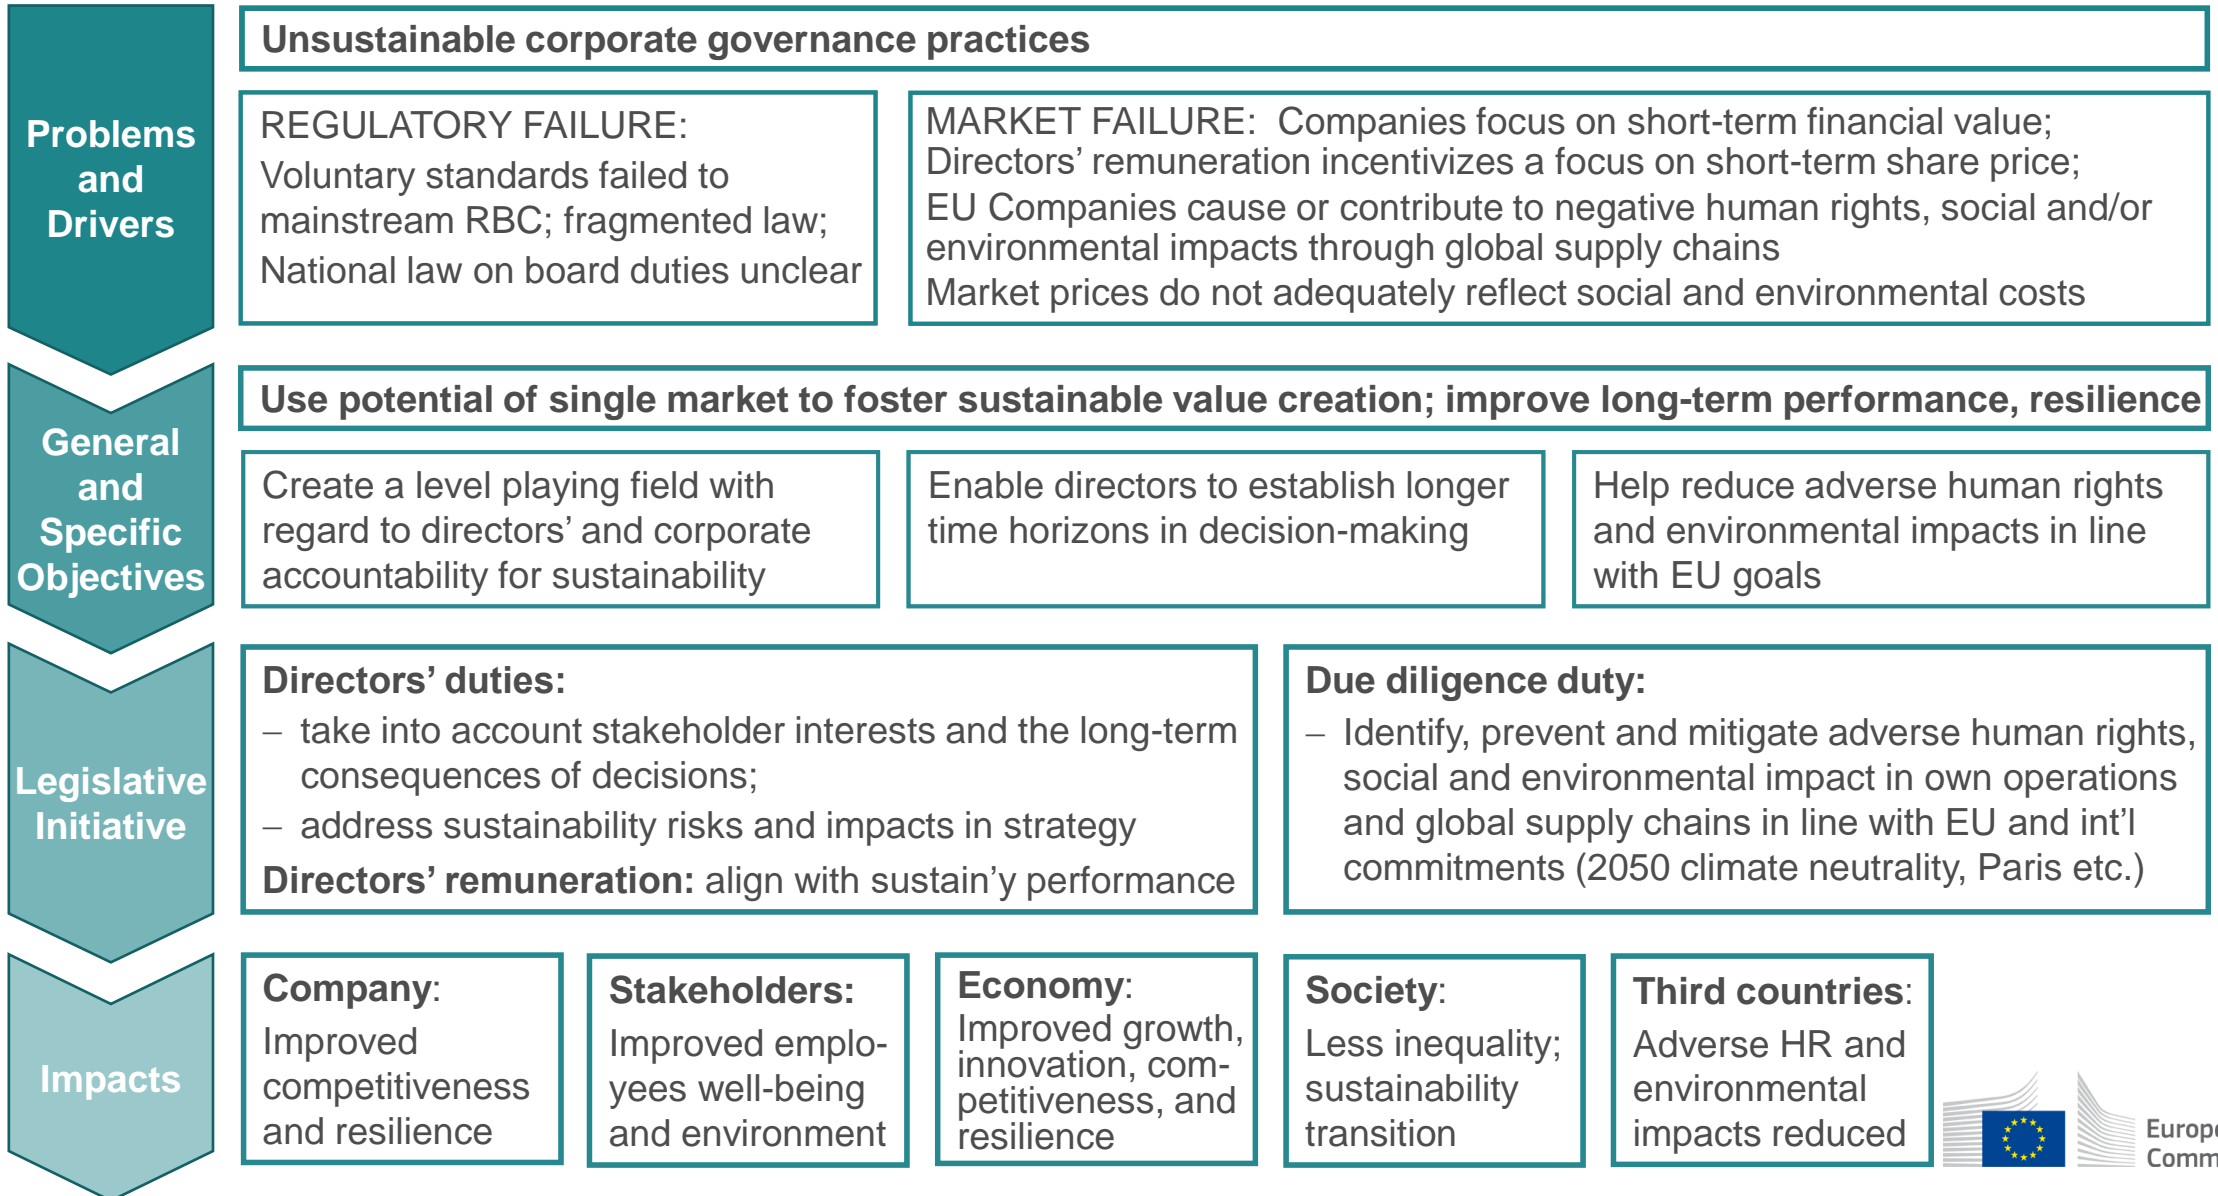 Problems
and
Drivers
Unsustainable corporate governance practices
REGULATORY FAILURE:
Voluntary standards failed to
mainstream RBC; fragmented law;
National law on board duties unclear
MARKET FAILURE: Companies focus on short-term financial value;
Directors’ remuneration incentivizes a focus on short-term share price;
EU Companies cause or contribute to negative human rights, social and/or
environmental impacts through global supply chains
Market prices do not adequately reflect social and environmental costs
General
and
Specific
Objectives
Use potential of single market to foster sustainable value creation; improve long-term performance, resilience
Create a level playing field with
regard to directors’ and corporate
accountability for sustainability
Enable directors to establish longer
time horizons in decision-making
Help reduce adverse human rights
and environmental impacts in line
with EU goals
Legislative
Initiative
Directors’ duties:
– take into account stakeholder interests and the long-term
consequences of decisions;
– address sustainability risks and impacts in strategy
Directors’ remuneration: align with sustain’y performance
Due diligence duty:
– Identify, prevent and mitigate adverse human rights,
social and environmental impact in own operations
and global supply chains in line with EU and int’l
commitments (2050 climate neutrality, Paris etc.)
Impacts
Company:
Improved
competitiveness
and resilience
Stakeholders:
Improved emplo-
yees well-being
and environment
Economy:
Improved growth,
innovation, com-
petitiveness, and
resilience
Society:
Less inequality;
sustainability
transition
Third countries:
Adverse HR and
environmental
impacts reduced
Europe
Comm